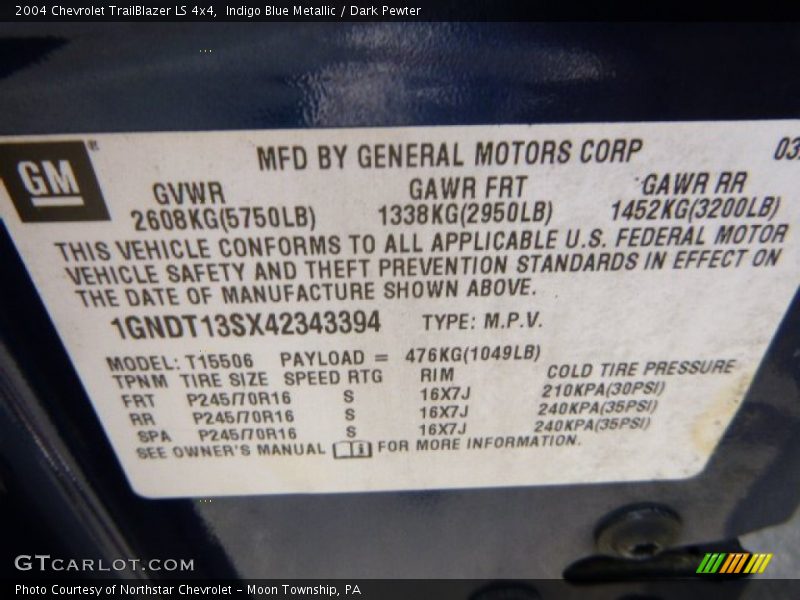 2004 Chevrolet TrailBlazer LS 4x4, Indigo Blue Metallic / Dark Pewter
GM ®
MFD BY GENERAL MOTORS CORP 03
GVWR GAWR FRT GAWR RR
2608KG(5750LB) 1338KG(2950LB) 1452KG(3200LB)
THIS VEHICLE CONFORMS TO ALL APPLICABLE U.S. FEDERAL MOTOR
VEHICLE SAFETY AND THEFT PREVENTION STANDARDS IN EFFECT ON
THE DATE OF MANUFACTURE SHOWN ABOVE.
1GNDT13SX42343394 TYPE: M.P.V.
MODEL: T15506 PAYLOAD = 476KG(1049LB)
TPNM TIRE SIZE SPEED RTG RIM COLD TIRE PRESSURE
FRT P245/70R16 S 16X7J 210KPA(30PSI)
RR P245/70R16 S 16X7J 240KPA(35PSI)
SPA P245/70R16 S 16X7J 240KPA(35PSI)
SEE OWNER'S MANUAL FOR MORE INFORMATION.
GTCARLOT.COM
Photo Courtesy of Northstar Chevrolet - Moon Township, PA